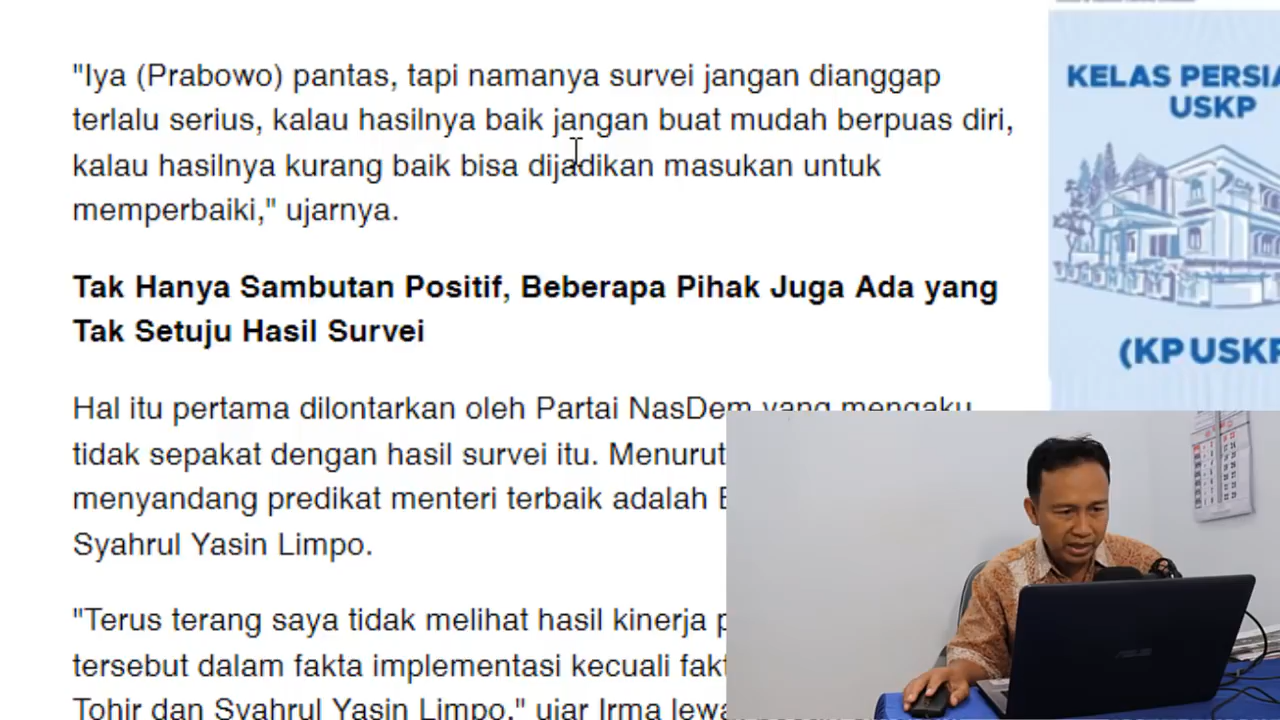 "Iya (Prabowo) pantas, tapi namanya survei jangan dianggap
terlalu serius, kalau hasilnya baik jangan buat mudah berpuas diri,
kalau hasilnya kurang baik bisa dijadikan masukan untuk
memperbaiki," ujarnya.
Tak Hanya Sambutan Positif, Beberapa Pihak Juga Ada yang
Tak Setuju Hasil Survei
Hal itu pertama dilontarkan oleh Partai NasDem yang mengaku
tidak sepakat dengan hasil survei itu. Menurut
menyandang predikat menteri terbaik adalah
Syahrul Yasin Limpo.
"Terus terang saya tidak melihat hasil kinerja
tersebut dalam fakta implementasi kecuali
Tohir dan Syahrul Yasin Limpo," ujar Irma
KELAS
USKP
(KP USKP
ASUS